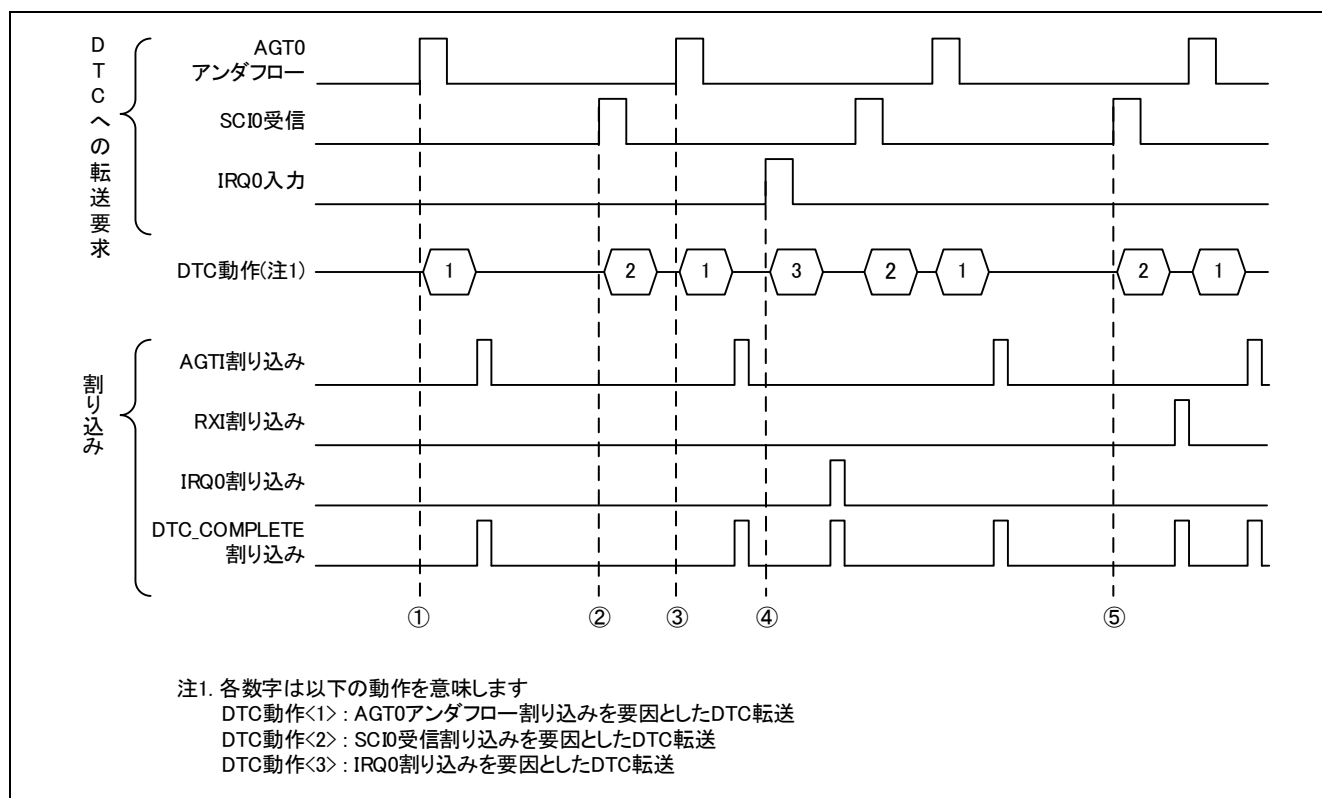 DTCへの転送要求
AGT0
アンダフロー
SCI0受信
IRQ0入力
DTC動作(注1)
1
2
1
3
2
1
2
1
割り込み
AGTI割り込み
RXI割り込み
IRQ0割り込み
DTC_COMPLETE
割り込み
①
②
③
④
⑤
注1. 各数字は以下の動作を意味します
DTC動作<1> : AGT0アンダフロー割り込みを要因としたDTC転送
DTC動作<2> : SCI0受信割り込みを要因としたDTC転送
DTC動作<3> : IRQ0割り込みを要因としたDTC転送